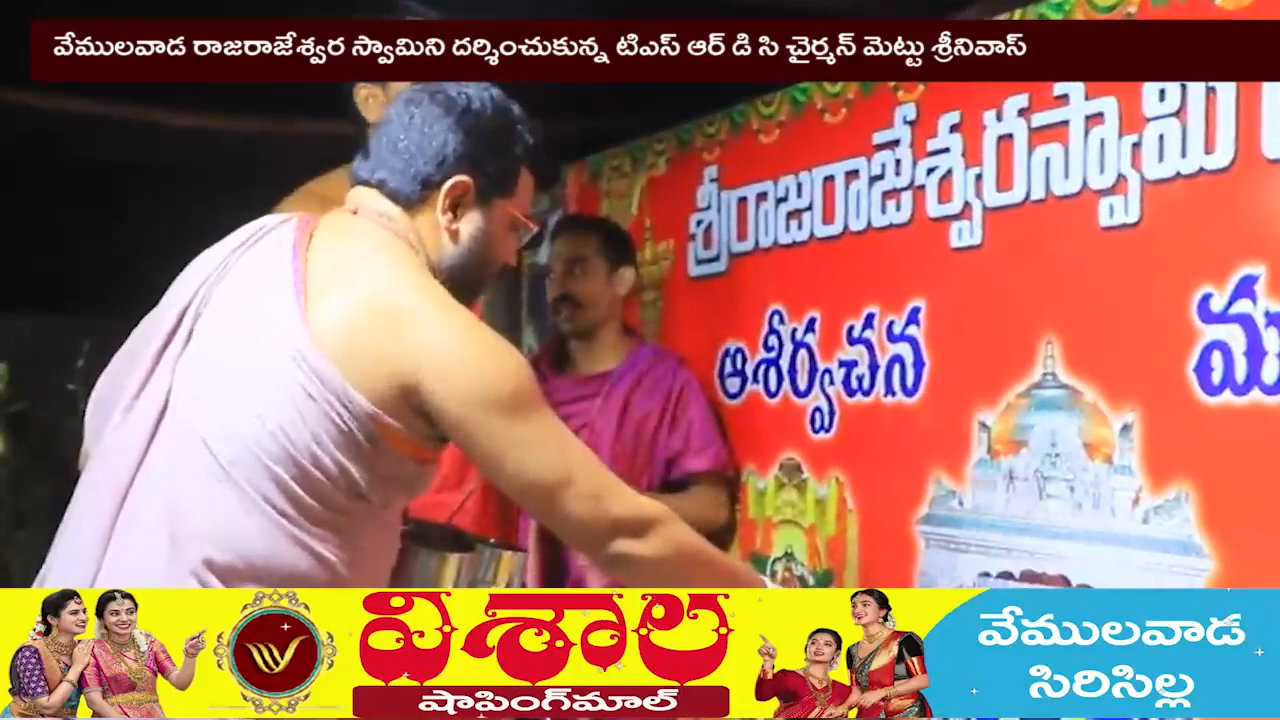 వేములవాడ రాజరాజేశ్వర స్వామిని దర్శించుకున్న టిఎస్ ఆర్ డి సి చైర్మన్ మెట్టు శ్రీనివాస్
శ్రీరాజరాజేశ్వరస్వామి
ఆశీర్వచన
విశాల
షాపింగ్‌మాల్
వేములవాడ
సిరిసిల్ల